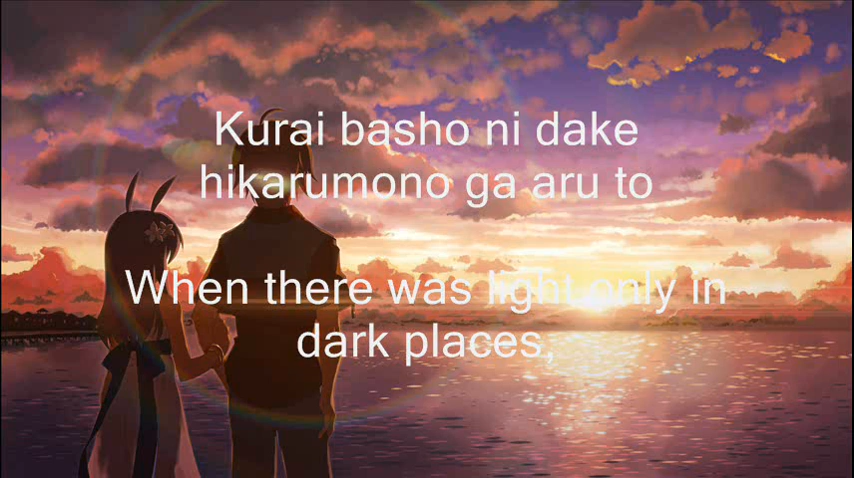 Kurai basho ni dake
hikarumono ga aru to
When there was light only in
dark places,